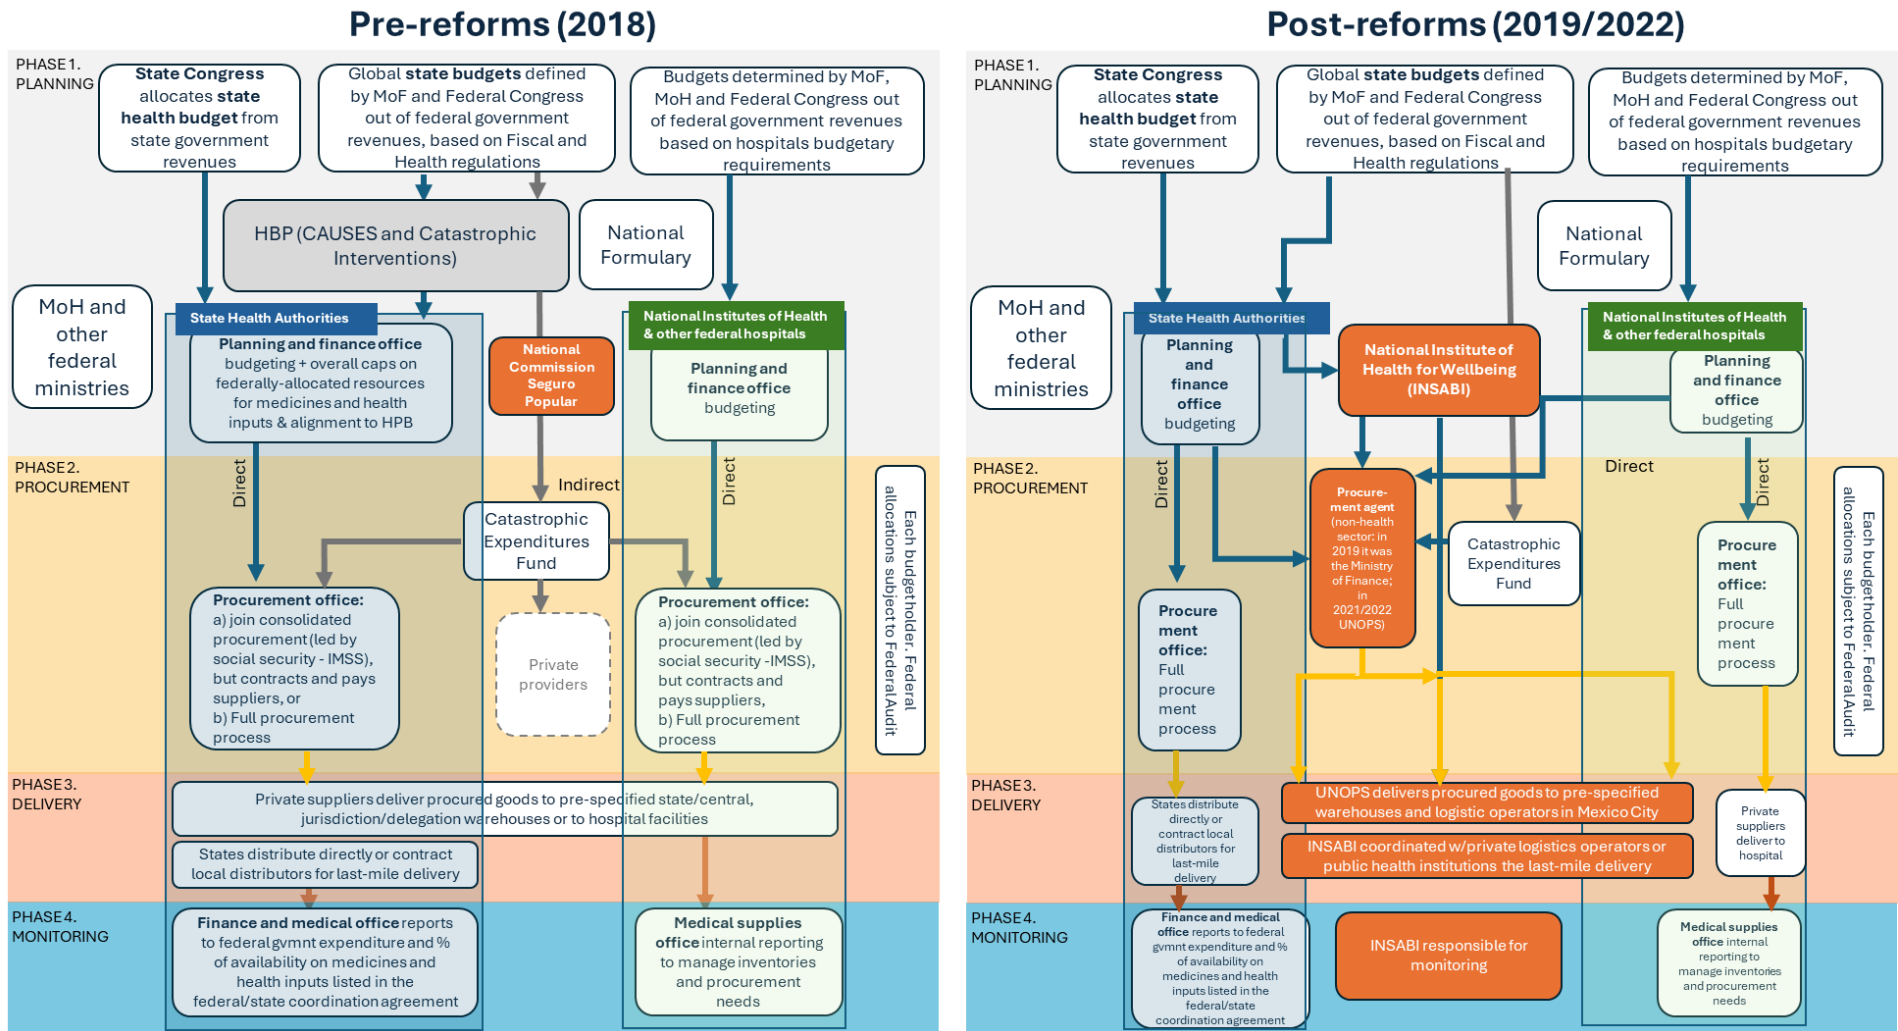 Pre-reforms (2018)
PHASE 1.
PLANNING
State Congress
allocates state
health budget from
state government
revenues
Global state budgets defined
by MoF and Federal Congress
out of federal government
revenues, based on Fiscal and
Health regulations
Budgets determined by MoF,
MoH and Federal Congress out
of federal government revenues
based on hospitals budgetary
requirements
HBP (CAUSES and Catastrophic
Interventions)
National
Formulary
MoH and
other
federal
ministries
State Health Authorities
Planning and finance office
budgeting + overall caps on
federally-allocated resources
for medicines and health
inputs & alignment to HPB
National
Commission
Seguro
Popular
National Institutes of Health
& other federal hospitals
Planning and
finance office
budgeting
PHASE 2.
PROCUREMENT
Direct
Indirect
Direct
Catastrophic
Expenditures
Fund
Each budget holder. Federal
allocations subject to Federal Audit
Procurement office:
a) join consolidated
procurement (led by
social security - IMSS),
but contracts and pays
suppliers, or
b) Full procurement
process
Private
providers
Procurement office:
a) join consolidated
procurement (led by
social security -IMSS),
but contracts and
pays suppliers,
b) Full procurement
process
PHASE 3.
DELIVERY
Private suppliers deliver procured goods to pre-specified state/central,
jurisdiction/delegation warehouses or to hospital facilities
States distribute directly or contract
local distributors for last-mile delivery
PHASE 4.
MONITORING
Finance and medical office reports
to federal gvmnt expenditure and %
of availability on medicines and
health inputs listed in the
federal/state coordination agreement
Medical supplies
office internal reporting
to manage inventories
and procurement
needs
Post-reforms (2019/2022)
PHASE 1.
PLANNING
State Congress
allocates state
health budget from
state government
revenues
Global state budgets defined
by MoF and Federal Congress
out of federal government
revenues, based on Fiscal and
Health regulations
Budgets determined by MoF,
MoH and Federal Congress out
of federal government revenues
based on hospitals budgetary
requirements
National
Formulary
MoH and
other
federal
ministries
State Health Authorities
Planning
and
finance
office
budgeting
National Institute of
Health for Wellbeing
(INSABI)
National Institutes of Health
& other federal hospitals
Planning
and finance
office
budgeting
PHASE 2.
PROCUREMENT
Direct
Direct
Direct
Procure-
ment agent
(non-health
sector: in
2019 it was
the Ministry
of Finance;
in
2021/2022
UNOPS)
Catastrophic
Expenditures
Fund
Each budget holder. Federal
allocations subject to Federal Audit
Procure
ment
office:
Full
procure
ment
process
Procure
ment
office:
Full
procure
ment
process
PHASE 3.
DELIVERY
States distribute
directly or
contract local
distributors for
last-mile
delivery
UNOPS delivers procured goods to pre-specified
warehouses and logistic operators in Mexico City
INSABI coordinated w/private logistics operators or
public health institutions the last-mile delivery
Private
suppliers
deliver to
hospital
PHASE 4.
MONITORING
Finance and medical
office reports to federal
gvmnt expenditure and %
of availability on
medicines and health
inputs listed in the
federal/state
coordination agreement
INSABI responsible for
monitoring
Medical supplies
office internal
reporting to
manage inventories
and procurement
needs